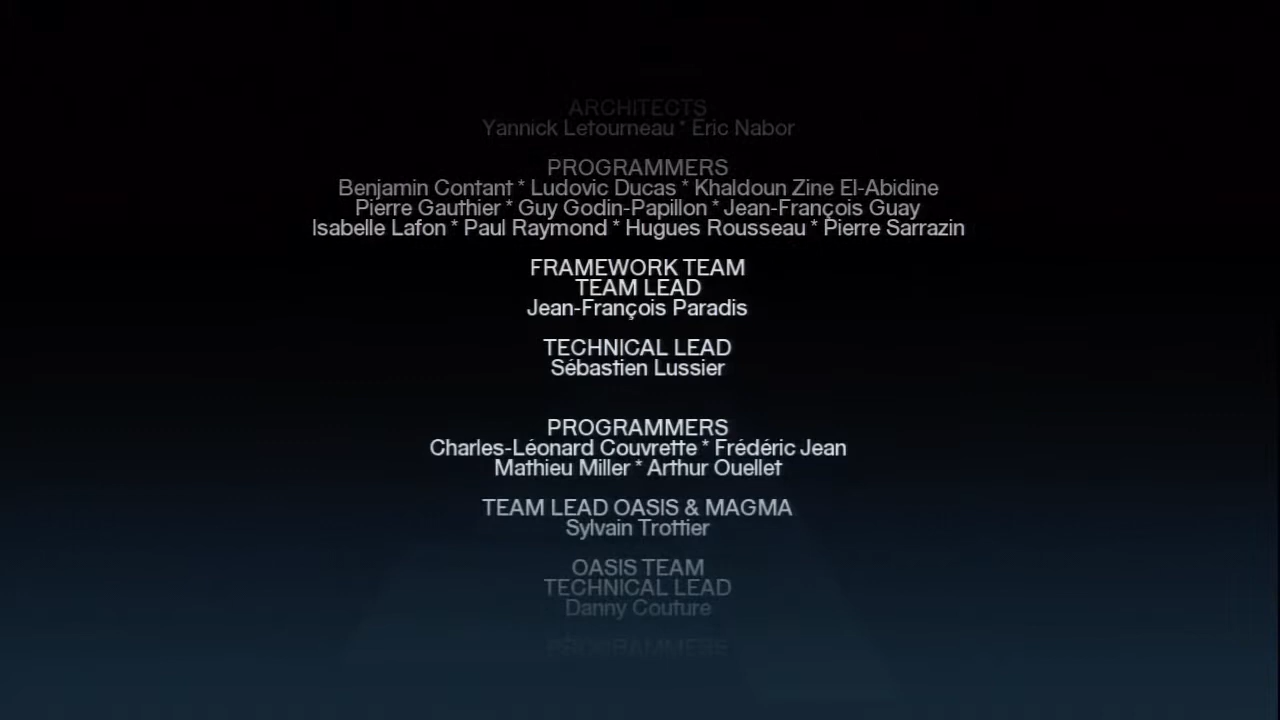 ARCHITECTS
Yannick Letourneau * Eric Nabor
PROGRAMMERS
Benjamin Contant * Ludovic Ducas * Khaldoun Zine El-Abidine
Pierre Gauthier * Guy Godin-Papillon * Jean-François Guay
Isabelle Lafon * Paul Raymond * Hugues Rousseau * Pierre Sarrazin
FRAMEWORK TEAM
TEAM LEAD
Jean-François Paradis
TECHNICAL LEAD
Sébastien Lussier
PROGRAMMERS
Charles-Léonard Couvrette * Frédéric Jean
Mathieu Miller * Arthur Ouellet
TEAM LEAD OASIS & MAGMA
Sylvain Trottier
OASIS TEAM
TECHNICAL LEAD
Danny Couture
PROGRAMMERS